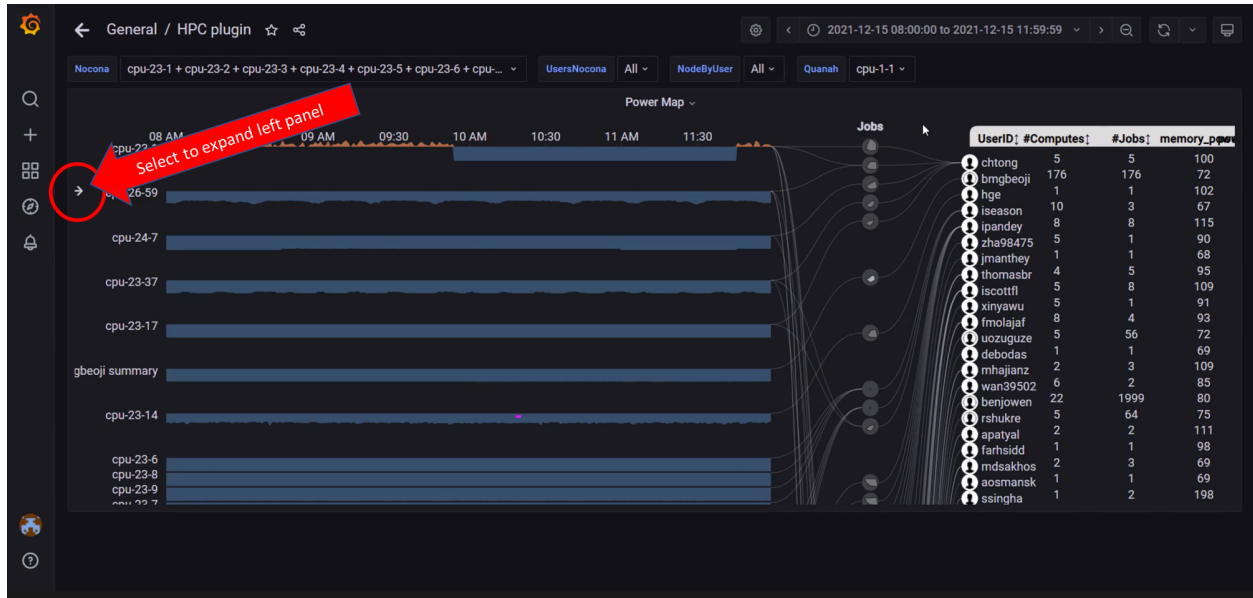 General / HPC plugin
2021-12-15 08:00:00 to 2021-12-15 11:59:59
Nocona cpu-23-1 + cpu-23-2 + cpu-23-3 + cpu-23-4 + cpu-23-5 + cpu-23-6 + cpu-... UsersNocona All NodeByUser All Quanah cpu-1-1
Power Map
Select to expand left panel
08 AM 09 AM 09:30 10 AM 10:30 11 AM 11:30
Jobs
UserID #Computes #Jobs
chtong 5 5 100
bmgbeoji 176 176 72
hge 1 1 102
iseason 10 3 67
ipandey 8 8 115
zha98475 5 1 90
jmanthey 1 1 68
thomasbr 4 5 95
iscottfl 5 8 109
xinyawu 5 1 91
fmolajaf 8 4 93
uozuguze 5 56 72
debodas 1 1 69
mhajianz 2 3 109
wan39502 6 2 85
benjowen 22 1999 80
rshukre 5 64 75
apatyal 2 2 111
farhsidd 1 1 98
mdsakhos 2 3 69
aosmansk 1 1 69
ssingha 1 2 198
cpu-24-7
cpu-23-37
cpu-23-17
gbeoji summary
cpu-23-14
cpu-23-6
cpu-23-8
cpu-23-9